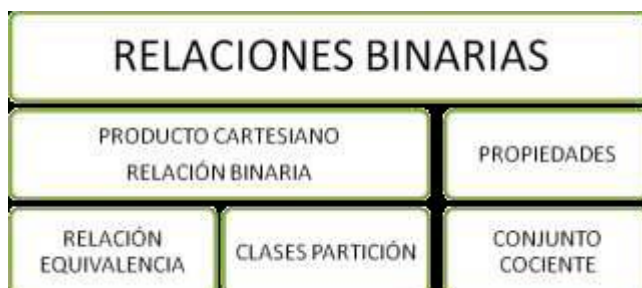 RELACIONES BINARIAS
PRODUCTO CARTESIANO
RELACIÓN BINARIA
PROPIEDADES
RELACIÓN
EQUIVALENCIA
CLASES PARTICIÓN
CONJUNTO
COCIENTE